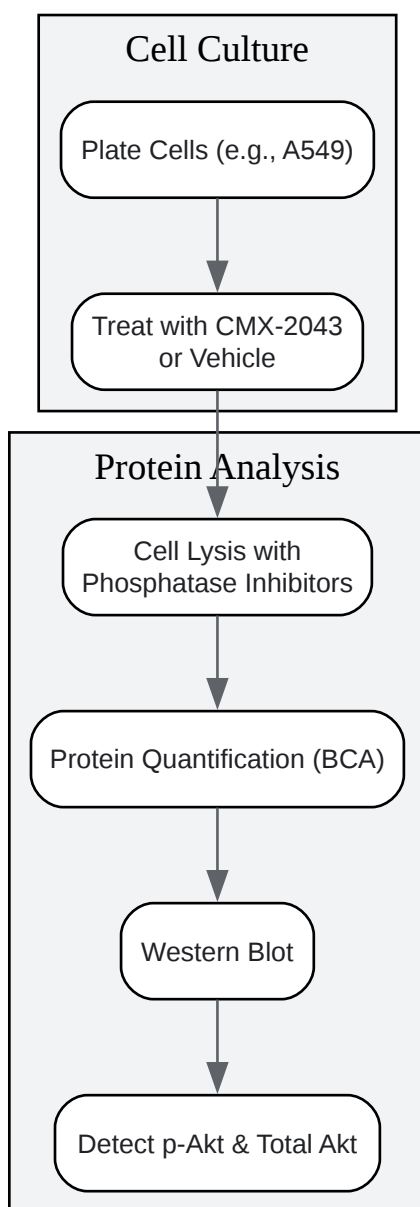 Cell Culture
Plate Cells (e.g., A549)
Treat with CMX-2043
or Vehicle
Protein Analysis
Cell Lysis with
Phosphatase Inhibitors
Protein Quantification (BCA)
Western Blot
Detect p-Akt & Total Akt